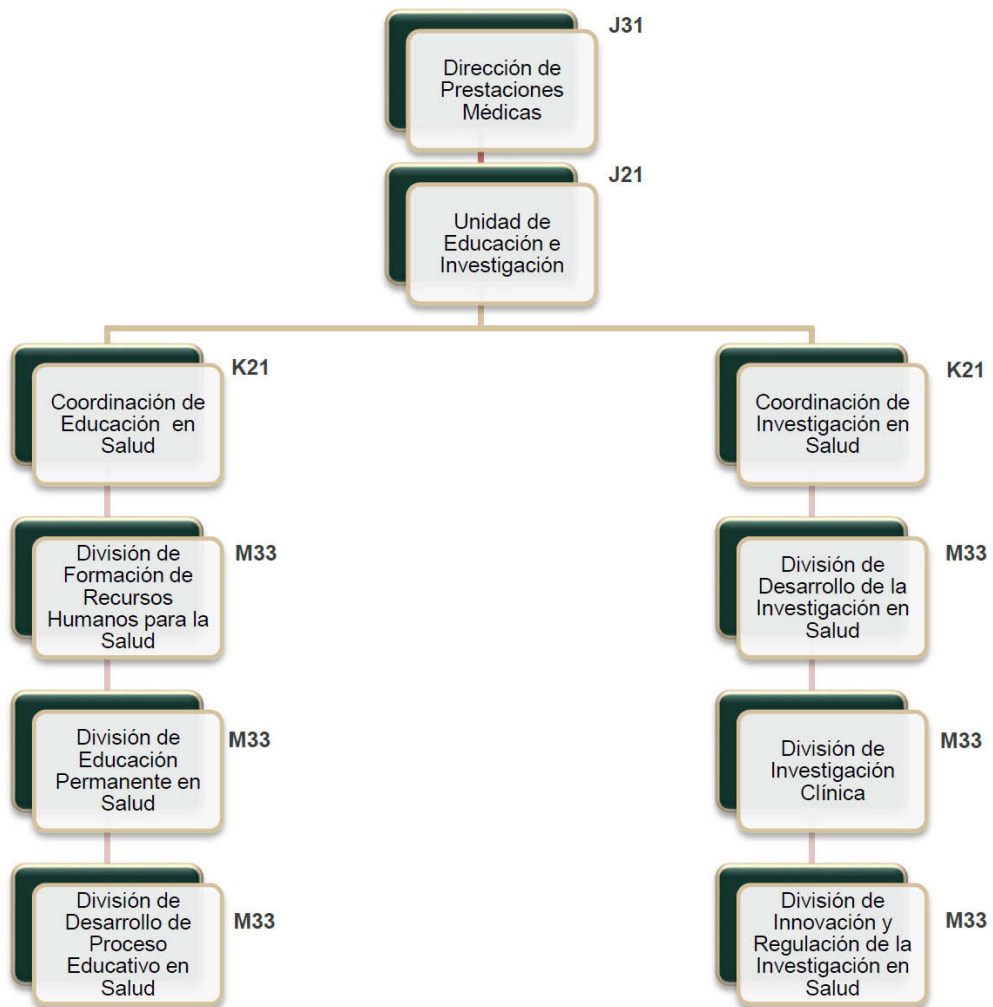 J31
Dirección de
Prestaciones
Médicas
J21
Unidad de
Educación e
Investigación
K21
Coordinación de
Educación en
Salud
K21
Coordinación de
Investigación en
Salud
M33
División de
Formación de
Recursos
Humanos para la
Salud
M33
División de
Desarrollo de la
Investigación en
Salud
M33
División de
Educación
Permanente en
Salud
M33
División de
Investigación
Clínica
M33
División de
Desarrollo de
Proceso
Educativo en
Salud
M33
División de
Innovación y
Regulación de la
Investigación en
Salud